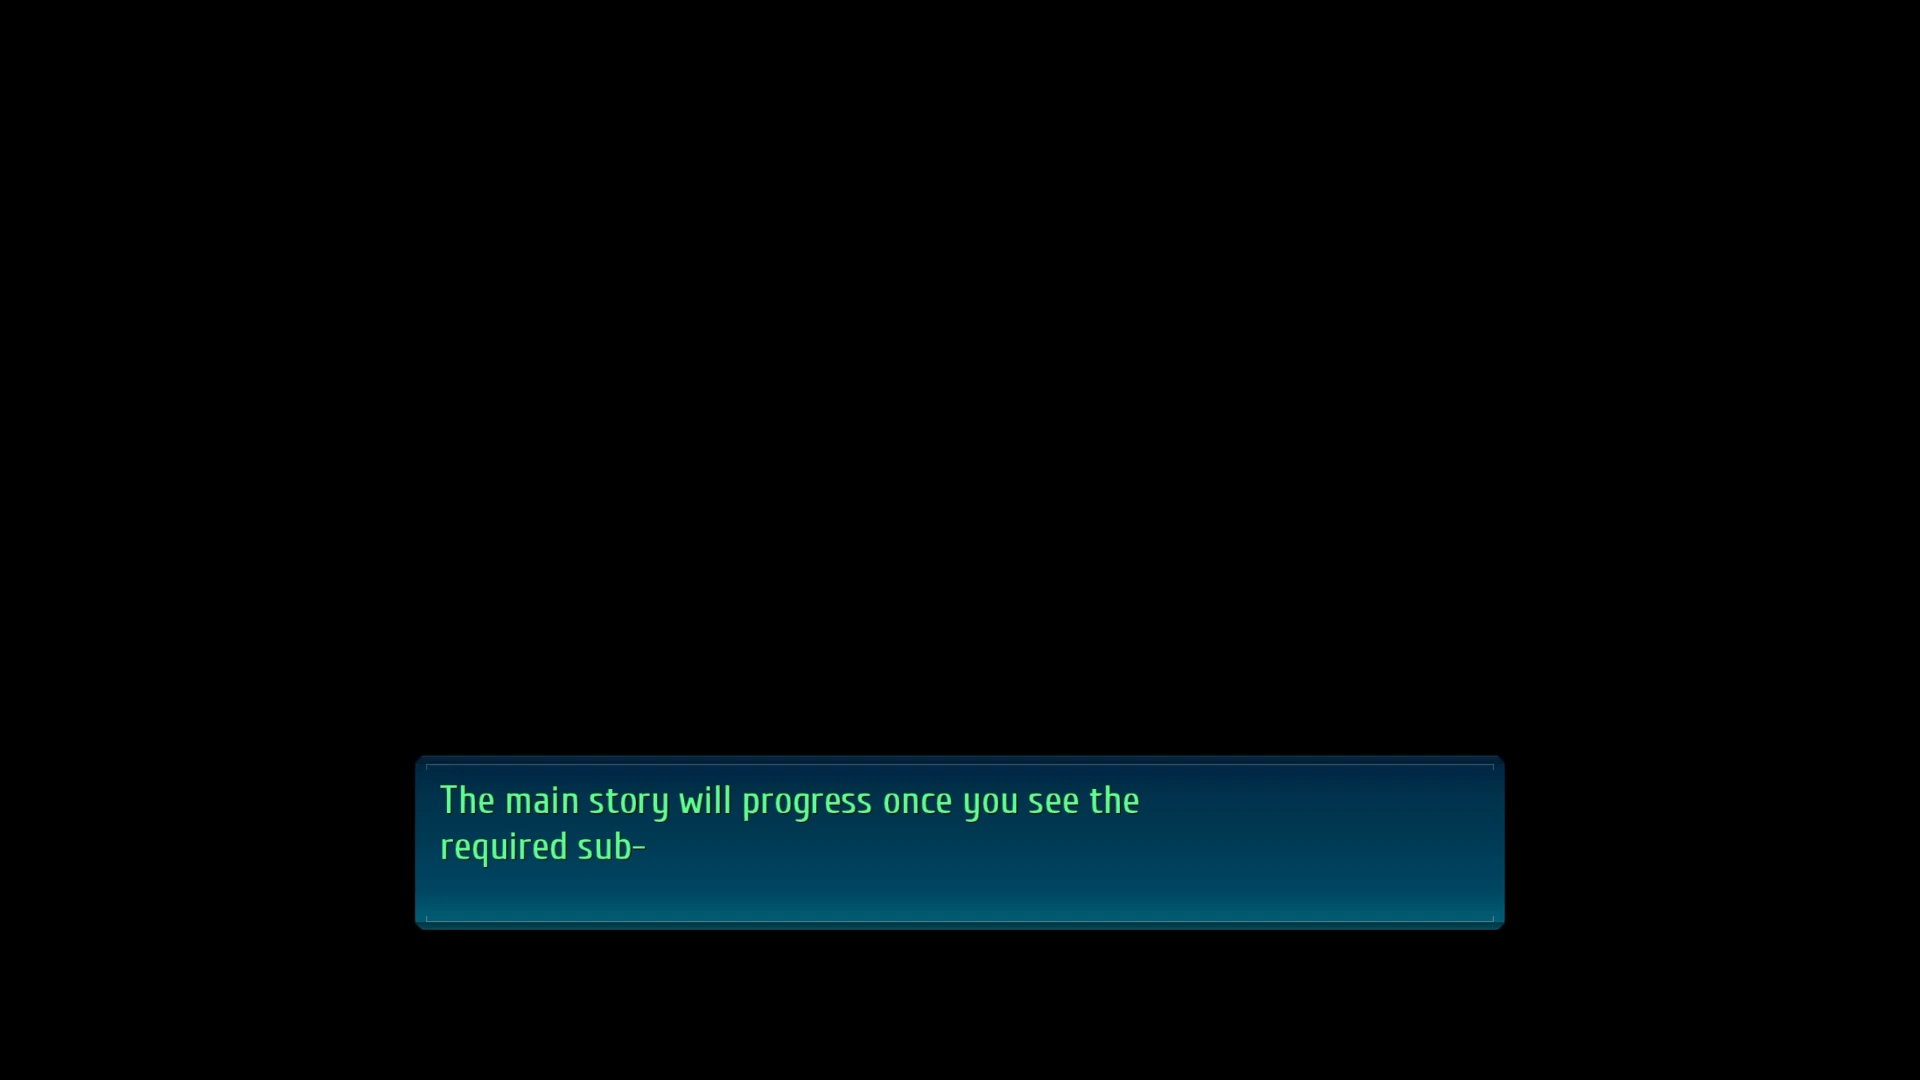 The main story will progress once you see the
required sub-